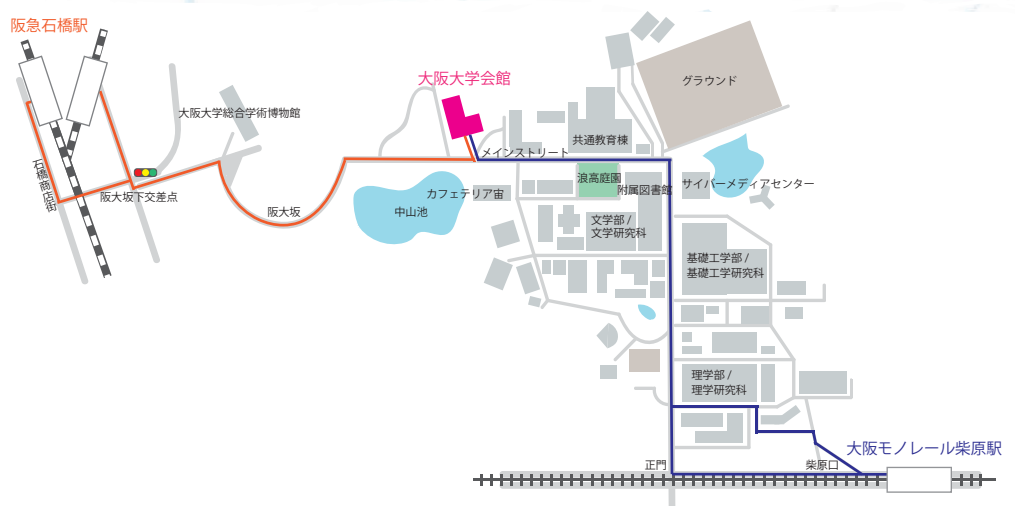 阪急石橋駅
大阪大学会館
グラウンド
大阪大学総合学術博物館
共通教育棟
メインストリート
石橋商店街
浪高庭園
附属図書館
サイバーメディアセンター
カフェテリア宙
阪大坂下交差点
阪大坂
中山池
文学部 /
文学研究科
基礎工学部 /
基礎工学研究科
理学部 /
理学研究科
大阪モノレール柴原駅
正門
柴原口